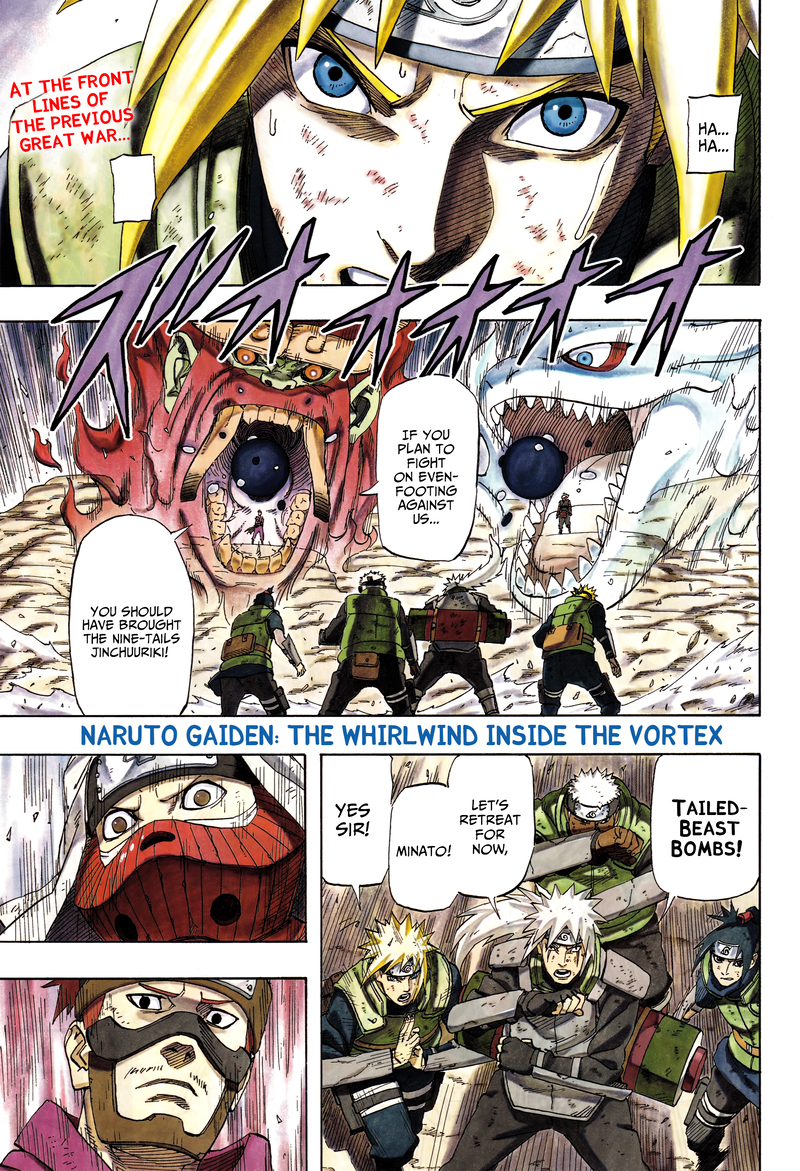 HA...
HA...
AT THE FRONT
LINES OF
THE PREVIOUS
GREAT WAR...
ズオオオオオ
IF YOU
PLAN TO
FIGHT
ON EVEN-
FOOTING
AGAINST
US...
YOU SHOULD
HAVE BROUGHT
THE NINE-TAILS
JINCHUURIKI!
NARUTO GAIDEN: THE WHIRLWIND INSIDE THE VORTEX
TAILED-
BEAST
BOMBS!
LET'S
RETREAT
FOR
NOW,
MINATO!
YES
SIR!